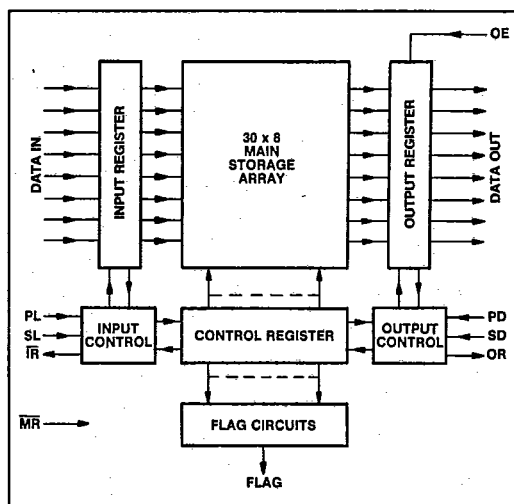 OE
DATA IN
INPUT REGISTER
30 x 8
MAIN
STORAGE
ARRAY
OUTPUT REGISTER
DATA OUT
PL
SL
IR
INPUT
CONTROL
CONTROL REGISTER
OUTPUT
CONTROL
PD
SD
OR
MR
FLAG CIRCUITS
FLAG